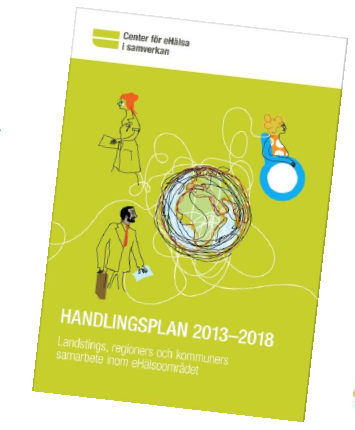 Center för eHälsa
i samverkan
HANDLINGSPLAN 2013–2018
Landstings, regioners och kommuners
samarbete inom eHälsoområdet